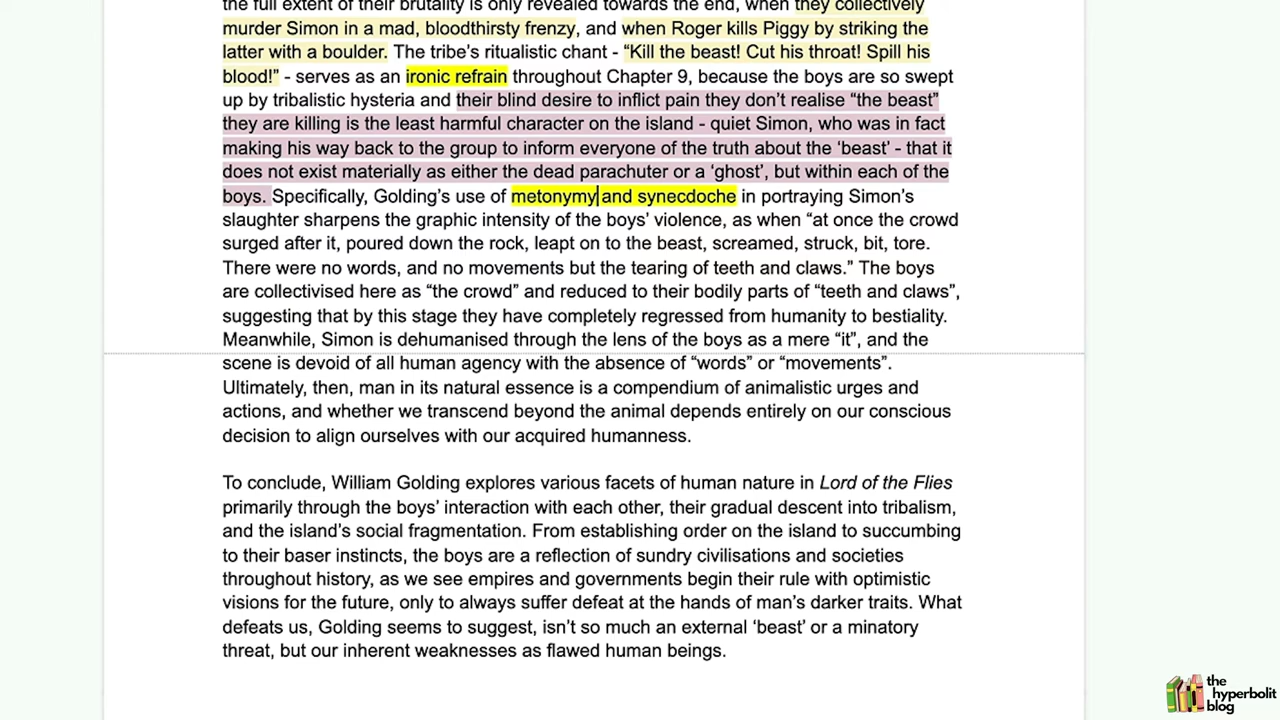 the full extent of their brutality is only revealed towards the end, when they collectively
murder Simon in a mad, bloodthirsty frenzy, and when Roger kills Piggy by striking the
latter with a boulder. The tribe's ritualistic chant - “Kill the beast! Cut his throat! Spill his
blood!” - serves as an ironic refrain throughout Chapter 9, because the boys are so swept
up by tribalistic hysteria and their blind desire to inflict pain they don't realise “the beast”
they are killing is the least harmful character on the island - quiet Simon, who was in fact
making his way back to the group to inform everyone of the truth about the ‘beast’ - that it
does not exist materially as either the dead parachuter or a ‘ghost’, but within each of the
boys. Specifically, Golding's use of metonymy and synecdoche in portraying Simon's
slaughter sharpens the graphic intensity of the boys' violence, as when “at once the crowd
surged after it, poured down the rock, leapt on to the beast, screamed, struck, bit, tore.
There were no words, and no movements but the tearing of teeth and claws.” The boys
are collectivised here as “the crowd” and reduced to their bodily parts of “teeth and claws”,
suggesting that by this stage they have completely regressed from humanity to bestiality.
Meanwhile, Simon is dehumanised through the lens of the boys as a mere “it”, and the
scene is devoid of all human agency with the absence of “words” or “movements”.
Ultimately, then, man in its natural essence is a compendium of animalistic urges and
actions, and whether we transcend beyond the animal depends entirely on our conscious
decision to align ourselves with our acquired humanness.
To conclude, William Golding explores various facets of human nature in Lord of the Flies
primarily through the boys' interaction with each other, their gradual descent into tribalism,
and the island's social fragmentation. From establishing order on the island to succumbing
to their baser instincts, the boys are a reflection of sundry civilisations and societies
throughout history, as we see empires and governments begin their rule with optimistic
visions for the future, only to always suffer defeat at the hands of man's darker traits. What
defeats us, Golding seems to suggest, isn't so much an external ‘beast’ or a minatory
threat, but our inherent weaknesses as flawed human beings.
the
hyperbolit
blog